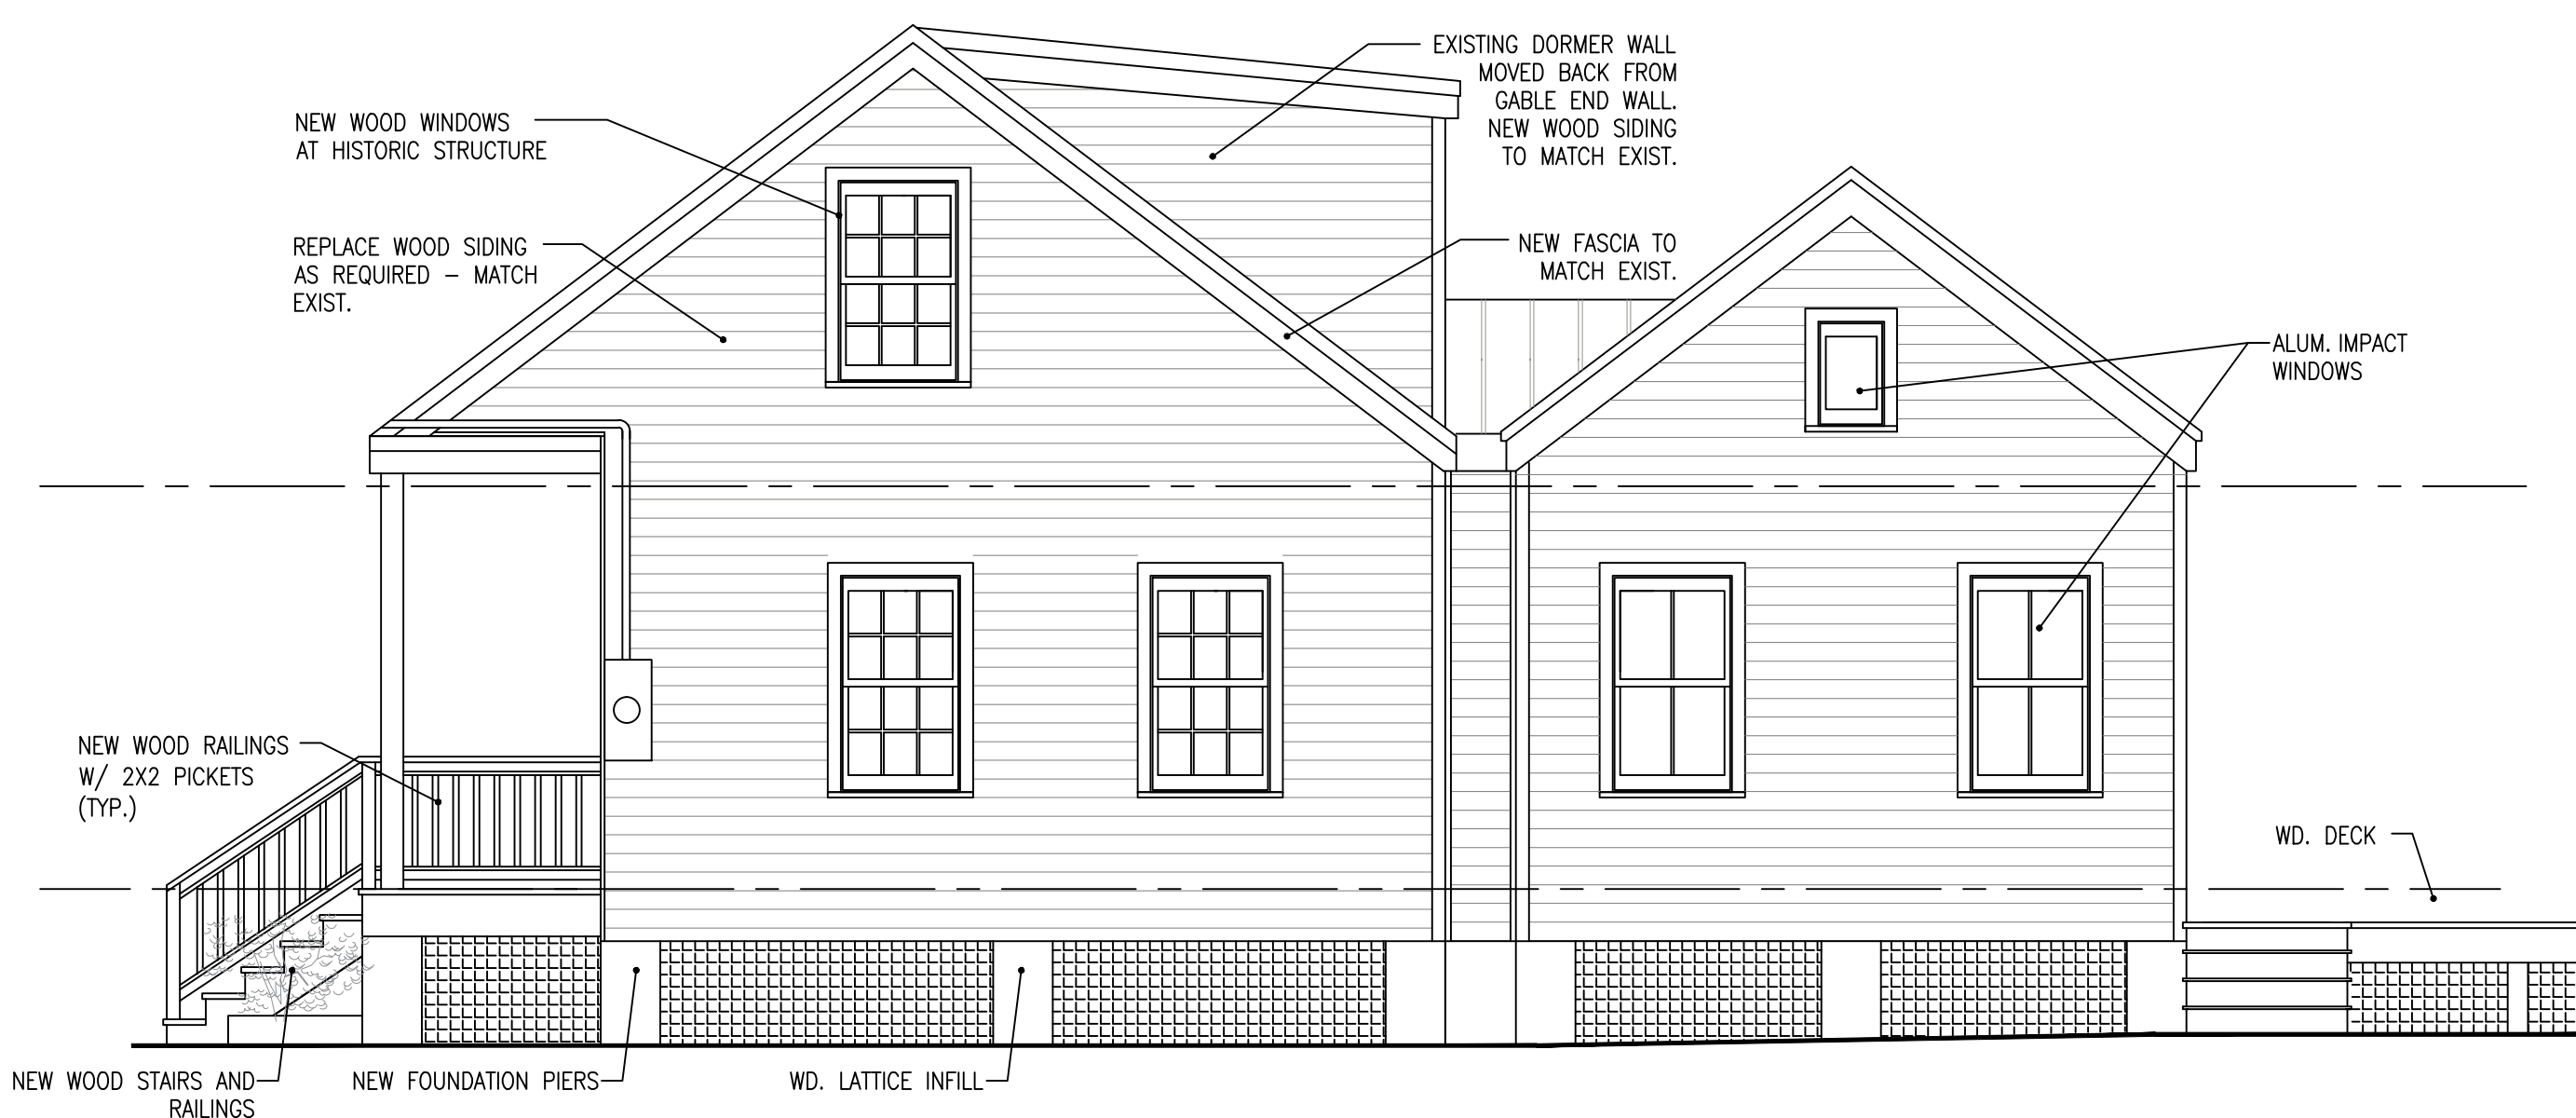 EXISTING DORMER WALL
MOVED BACK FROM
GABLE END WALL.
NEW WOOD SIDING
TO MATCH EXIST.
NEW WOOD WINDOWS
AT HISTORIC STRUCTURE
REPLACE WOOD SIDING
AS REQUIRED – MATCH
EXIST.
NEW FASCIA TO
MATCH EXIST.
ALUM. IMPACT
WINDOWS
NEW WOOD RAILINGS
W/ 2X2 PICKETS
(TYP.)
WD. DECK
NEW WOOD STAIRS AND
RAILINGS
NEW FOUNDATION PIERS
WD. LATTICE INFILL